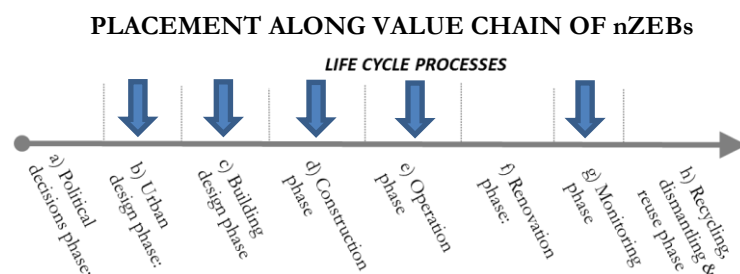 PLACEMENT ALONG VALUE CHAIN OF nZEBs
LIFE CYCLE PROCESSES
a) Political
decisions phase:
b) Urban
design phase:
c) Building
design phase
d) Construction
phase
e) Operation
phase
f) Renovation
phase:
g) Monitoring
phase
h) Recycling,
dismantling &
reuse phase